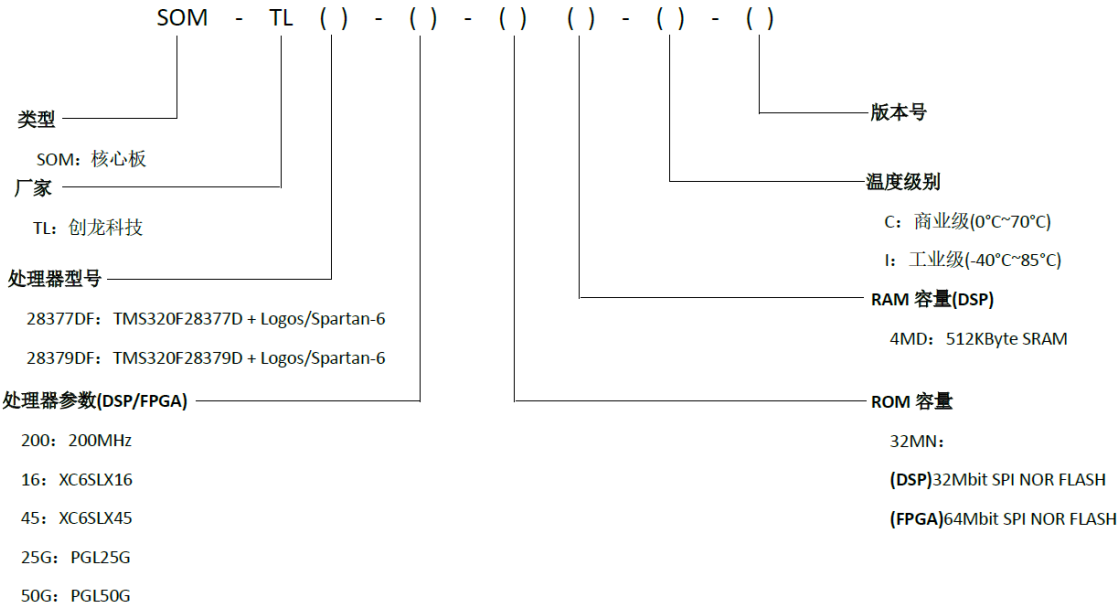 SOM - TL ( ) - ( ) - ( ) ( ) - ( ) - ( )
类型
SOM：核心板
厂家
TL：创龙科技
处理器型号
28377DF：TMS320F28377D + Logos/Spartan-6
28379DF：TMS320F28379D + Logos/Spartan-6
处理器参数(DSP/FPGA)
200：200MHz
16：XC6SLX16
45：XC6SLX45
25G：PGL25G
50G：PGL50G
版本号
温度级别
C：商业级(0°C~70°C)
I：工业级(-40°C~85°C)
RAM 容量(DSP)
4MD：512KByte SRAM
ROM 容量
32MN：
(DSP)32Mbit SPI NOR FLASH
(FPGA)64Mbit SPI NOR FLASH